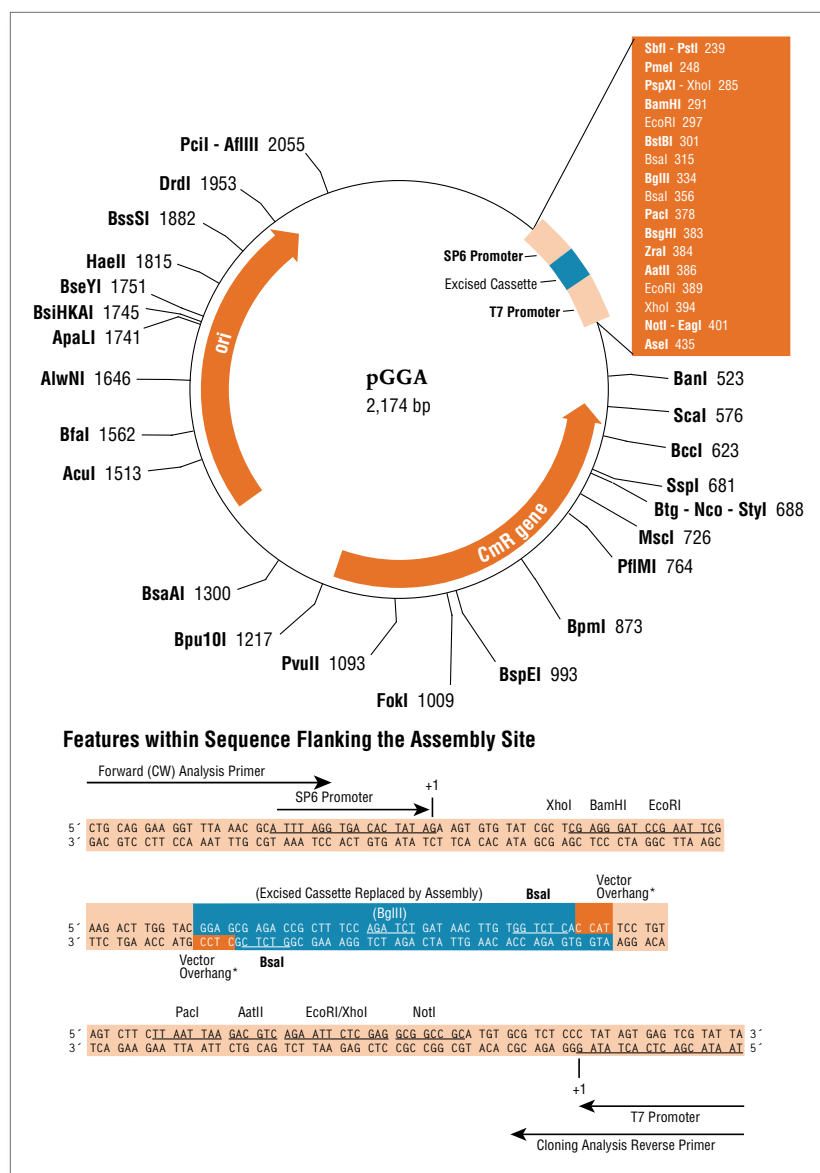 SbfI - PstI 239
PmeI 248
PspXI - XhoI 285
BamHI 291
EcoRI 297
BstBI 301
BsaI 315
BglII 334
BsaI 356
PacI 378
BsgHI 383
ZraI 384
AatII 386
EcoRI 389
XhoI 394
NotI - EagI 401
AseI 435
PciI - AflIII 2055
DrdI 1953
BssSI 1882
HaeII 1815
BseYI 1751
BsiHKAI 1745
ApaLI 1741
AlwNI 1646
BfaI 1562
AcuI 1513
BsaAI 1300
Bpu10I 1217
PvuII 1093
FokI 1009
BspEI 993
BpmI 873
PflMI 764
MscI 726
Btg - Nco - StyI 688
SspI 681
BccI 623
ScaI 576
BanI 523
SP6 Promoter
Excised Cassette
T7 Promoter
ori
pGGA
2,174 bp
CmR gene
Features within Sequence Flanking the Assembly Site
Forward (CW) Analysis Primer
SP6 Promoter
+1
XhoI BamHI EcoRI
5´ CTG CAG GAA GGT TTA AAC GCA TTT AGG TGA CAC TAT AGA AGT GTG TAT CGC TCG AGG GAT CCG AAT TCG
3´ GAC GTC CTT CCA AAT TTG CGT AAA TCC ACT GTG ATA TCT TCA CAC ATA GCG AGC TCC CTA GGC TTA AGC
(Excised Cassette Replaced by Assembly) BsaI Vector Overhang*
(BglII)
5´ AAG ACT TGG TAC GGA GCG AGA CCG CTT TCC AGA TCT GAT AAC TTG TGG TCT CAC CAT TCC TGT
3´ TTC TGA ACC ATG CCT CGC TCT GGC GAA AGG TCT AGA CTA TTG AAC ACC AGA GTG GTA AGG ACA
Vector Overhang* BsaI
PacI AatII EcoRI/XhoI NotI
5´ AGT CTT CTT AAT TAA GAC GTC AGA ATT CTC GAG GCG GCC GCA TGT GCG TCT CCC TAT AGT GAG TCG TAT TA 3´
3´ TCA GAA GAA TTA ATT CTG CAG TCT TAA GAG CTC CGC CGG CGT ACA CGC AGA GGG ATA TCA CTC AGC ATA AT 5´
+1
T7 Promoter
Cloning Analysis Reverse Primer